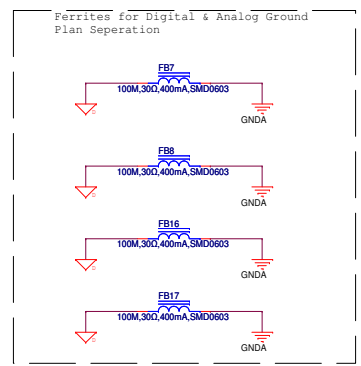 Ferrites for Digital & Analog Ground
Plan Seperation
FB7
100M,30Ω,400mA,SMD0603
GNDA
FB8
100M,30Ω,400mA,SMD0603
GNDA
FB16
100M,30Ω,400mA,SMD0603
GNDA
FB17
100M,30Ω,400mA,SMD0603
GNDA